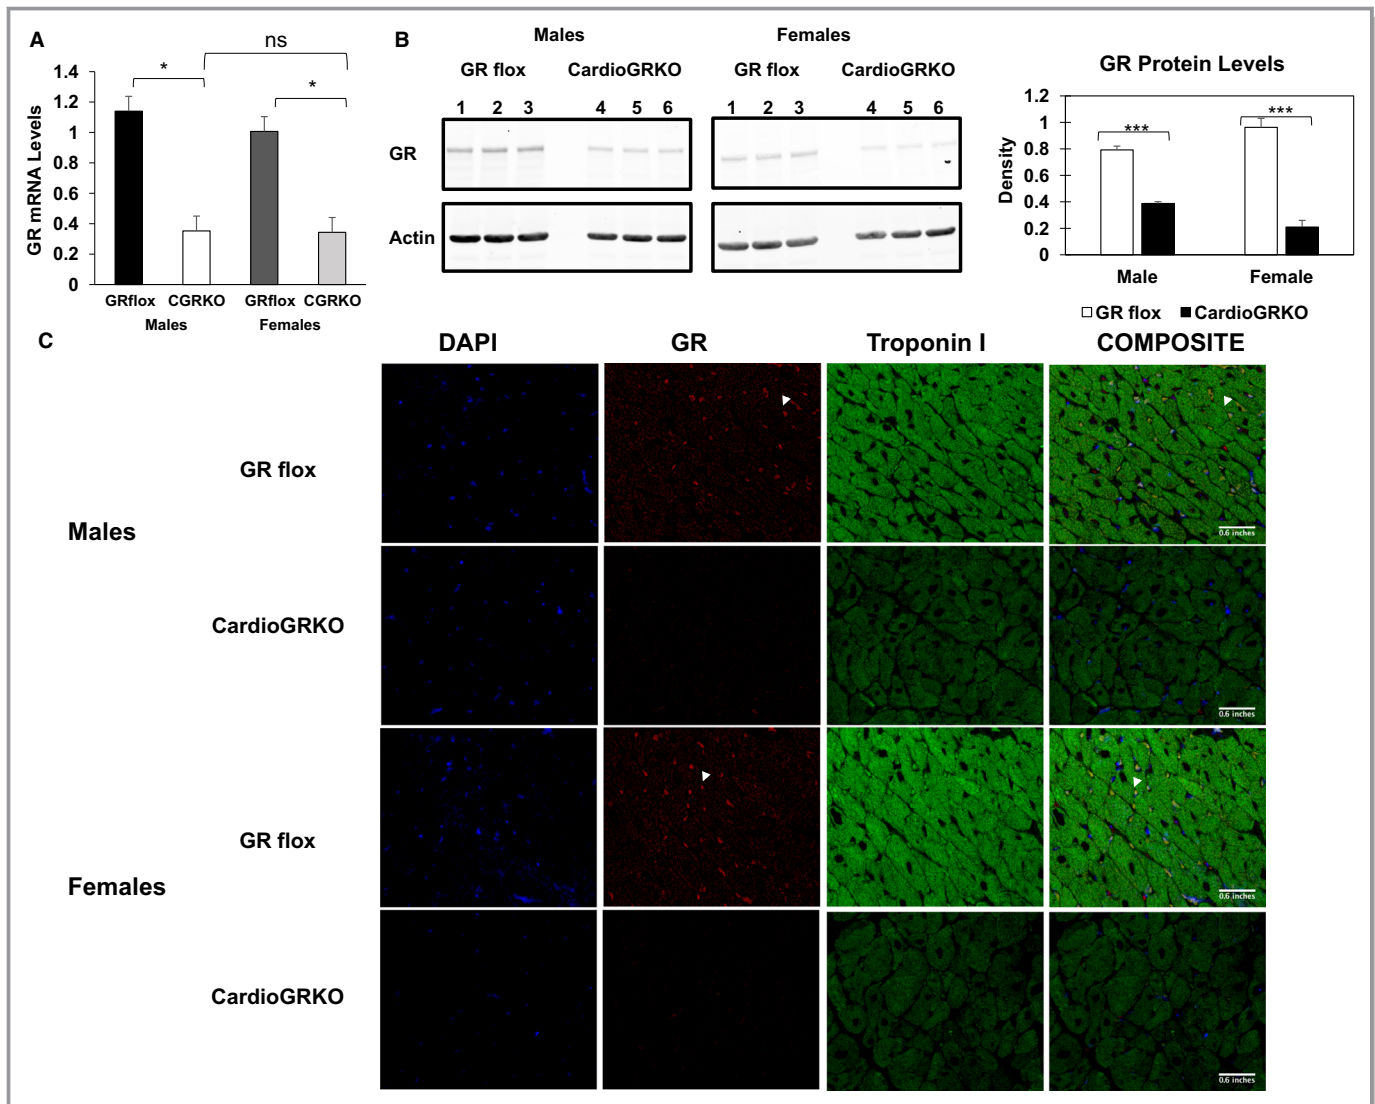 A
ns
*
*
1.4
1.2
1
0.8
0.6
0.4
0.2
0
GR mRNA Levels
GRflox CGRKO GRflox CGRKO
Males Females
B
Males Females
GR flox CardioGRKO GR flox CardioGRKO
1 2 3 4 5 6 1 2 3 4 5 6
GR
Actin
GR Protein Levels
1.2
1
0.8
0.6
0.4
0.2
0
Density
*** ***
Male Female
GR flox CardioGRKO
C
DAPI GR Troponin I COMPOSITE
GR flox
Males
0.6 inches
CardioGRKO
0.6 inches
GR flox
Females
0.6 inches
CardioGRKO
0.6 inches